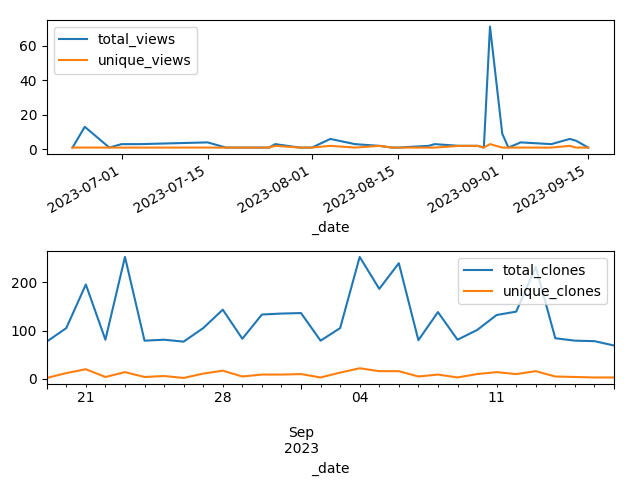 total_views
unique_views
60
40
20
0
2023-07-01
2023-07-15
2023-08-01
2023-08-15
2023-09-01
2023-09-15
_date
total_clones
unique_clones
200
100
0
21
28
04
11
Sep
2023
_date